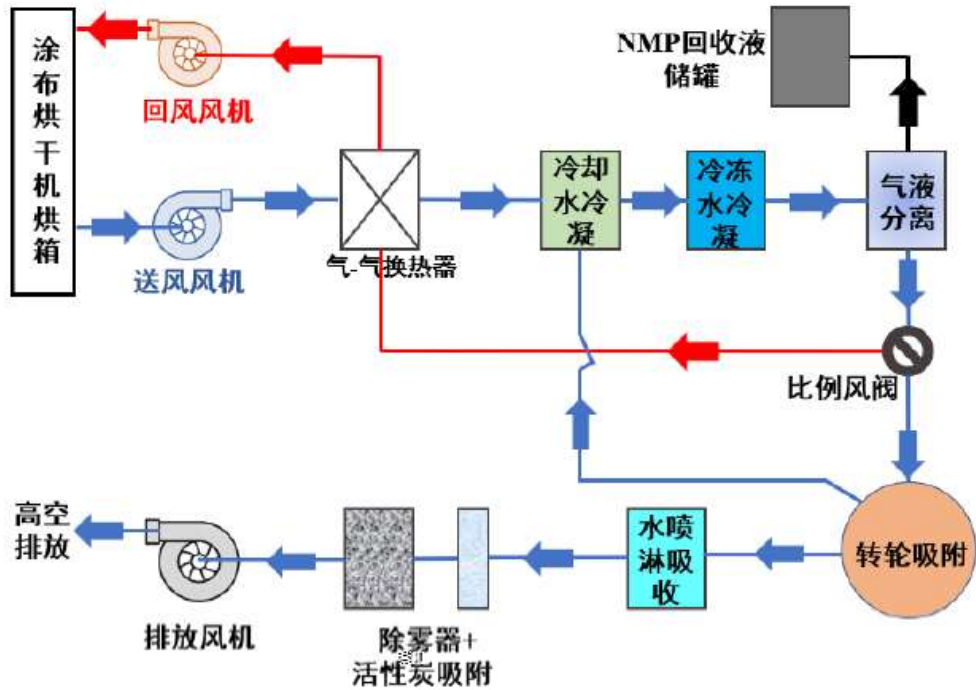 涂布烘干机烘箱
回风风机
送风风机
气-气换热器
冷却
水冷
凝
冷冻
水冷
凝
NMP回收液
储罐
气液
分离
比例风阀
转轮吸附
水喷
淋吸
收
除雾器+
活性炭吸附
排放风机
高空
排放